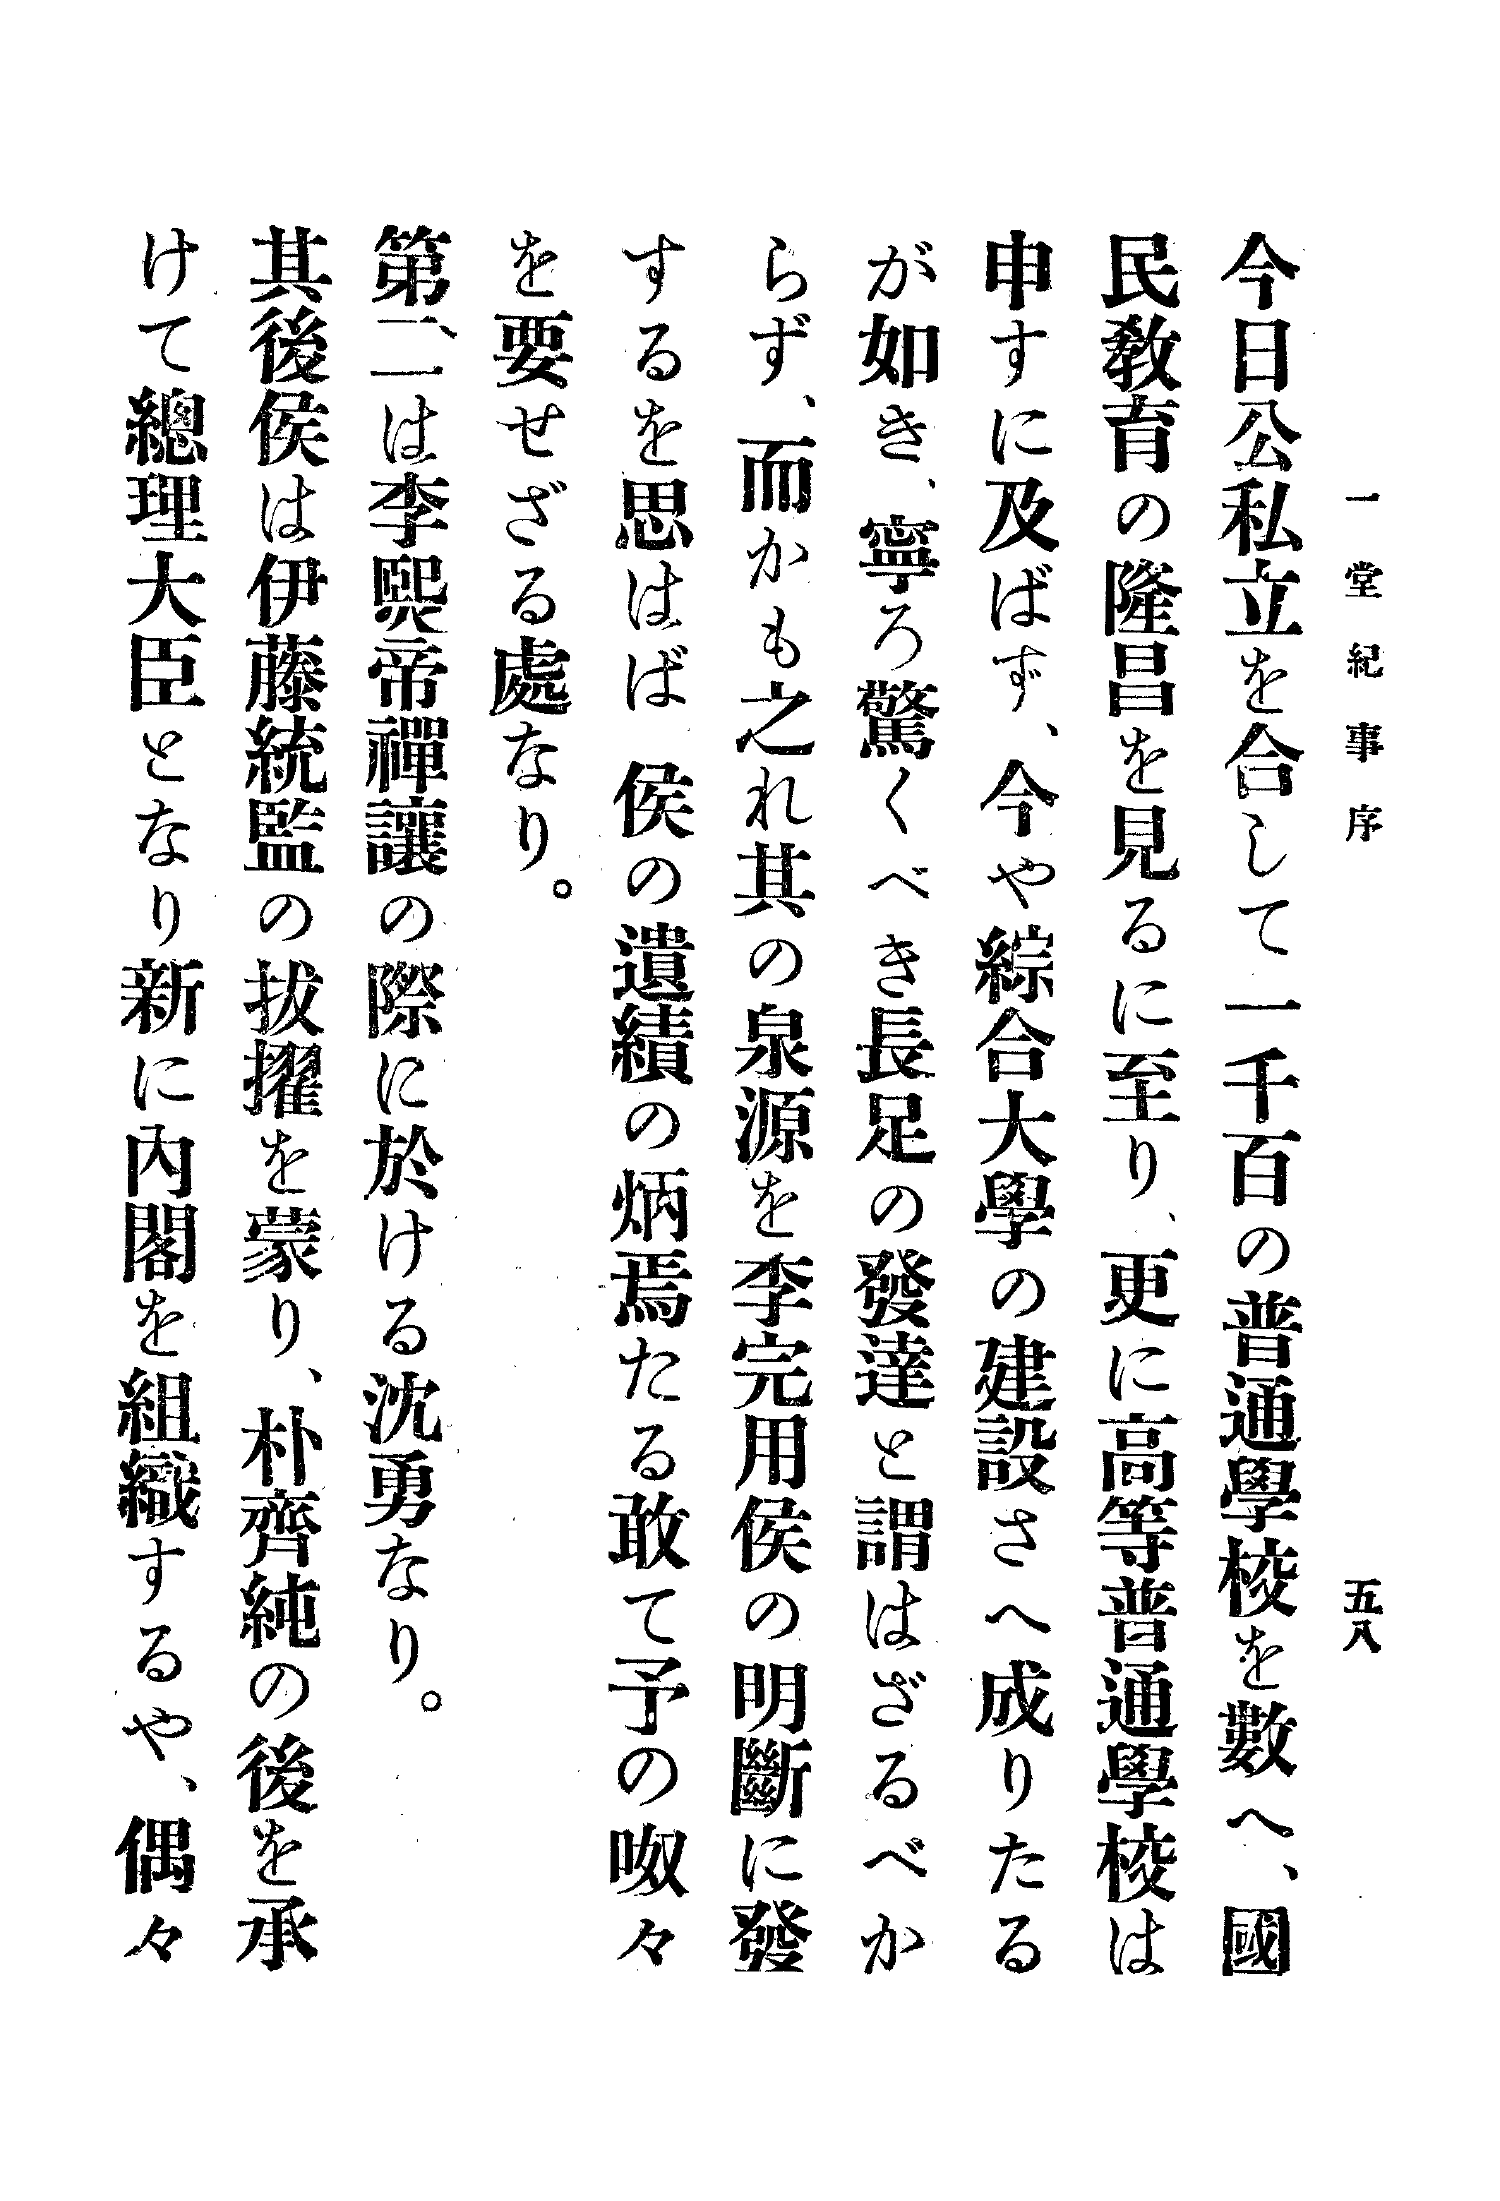 一堂紀事序　五八
今日公私立を合して一千百の普通學校を數へ、國
民敎育の隆昌を見るに至り、更に高等普通學校は
申すに及ばず、今や綜合大學の建設さへ成りたる
が如き、寧ろ驚くべき長足の發達と謂はざるべか
らず、而かも之れ其の泉源を李完用侯の明斷に發
するを思はば　侯の遺績の炳焉たる敢て予の呶々
を要せざる處なり。
第二、は李熙帝禪讓の際に於ける沈勇なり。
其後侯は伊藤統監の拔擢を蒙り、朴齊純の後を承
けて總理大臣となり新に內閣を組織するや、偶々